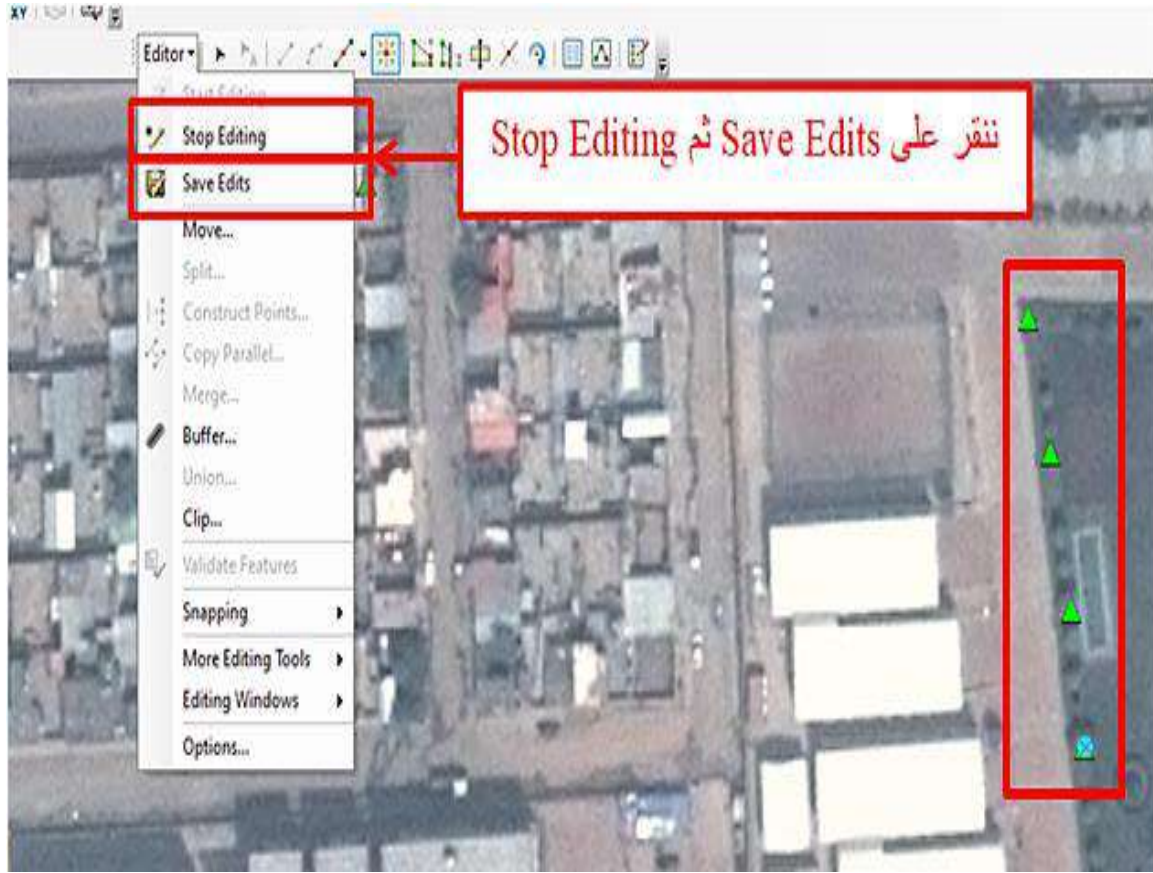 XY
Editor
Start Editing
Stop Editing
Save Edits
ننقر على Save Edits ثم Stop Editing
Move...
Split...
Construct Points...
Copy Parallel...
Merge...
Buffer...
Union...
Clip...
Validate Features
Snapping
More Editing Tools
Editing Windows
Options...